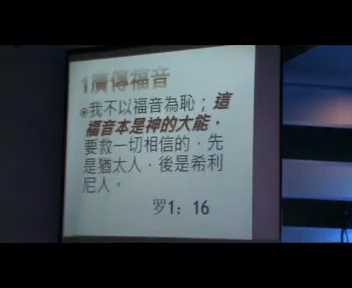 1廣傳福音
◉我不以福音為恥；這
福音本是神的大能，
要救一切相信的，先
是猶太人，後是希利
尼人。
罗1：16